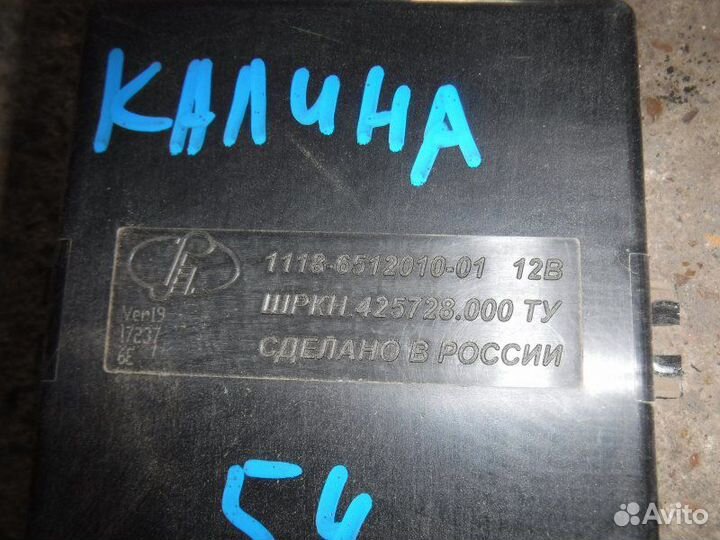 КАЛИНА
1118-6512010-01 12В
ШРКН.425728.000 ТУ
Ver19
17237
6E
СДЕЛАНО В РОССИИ
54
Avito